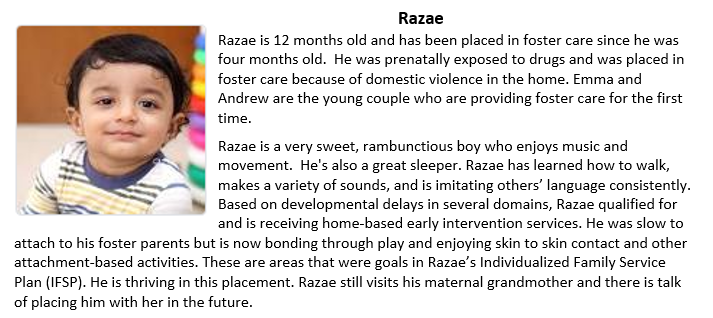 Razae
Razae is 12 months old and has been placed in foster care since he was
four months old.  He was prenatally exposed to drugs and was placed in
foster care because of domestic violence in the home. Emma and
Andrew are the young couple who are providing foster care for the first
time.
Razae is a very sweet, rambunctious boy who enjoys music and
movement.  He's also a great sleeper. Razae has learned how to walk,
makes a variety of sounds, and is imitating others’ language consistently.
Based on developmental delays in several domains, Razae qualified for
and is receiving home-based early intervention services. He was slow to
attach to his foster parents but is now bonding through play and enjoying skin to skin contact and other
attachment-based activities. These are areas that were goals in Razae’s Individualized Family Service
Plan (IFSP). He is thriving in this placement. Razae still visits his maternal grandmother and there is talk
of placing him with her in the future.